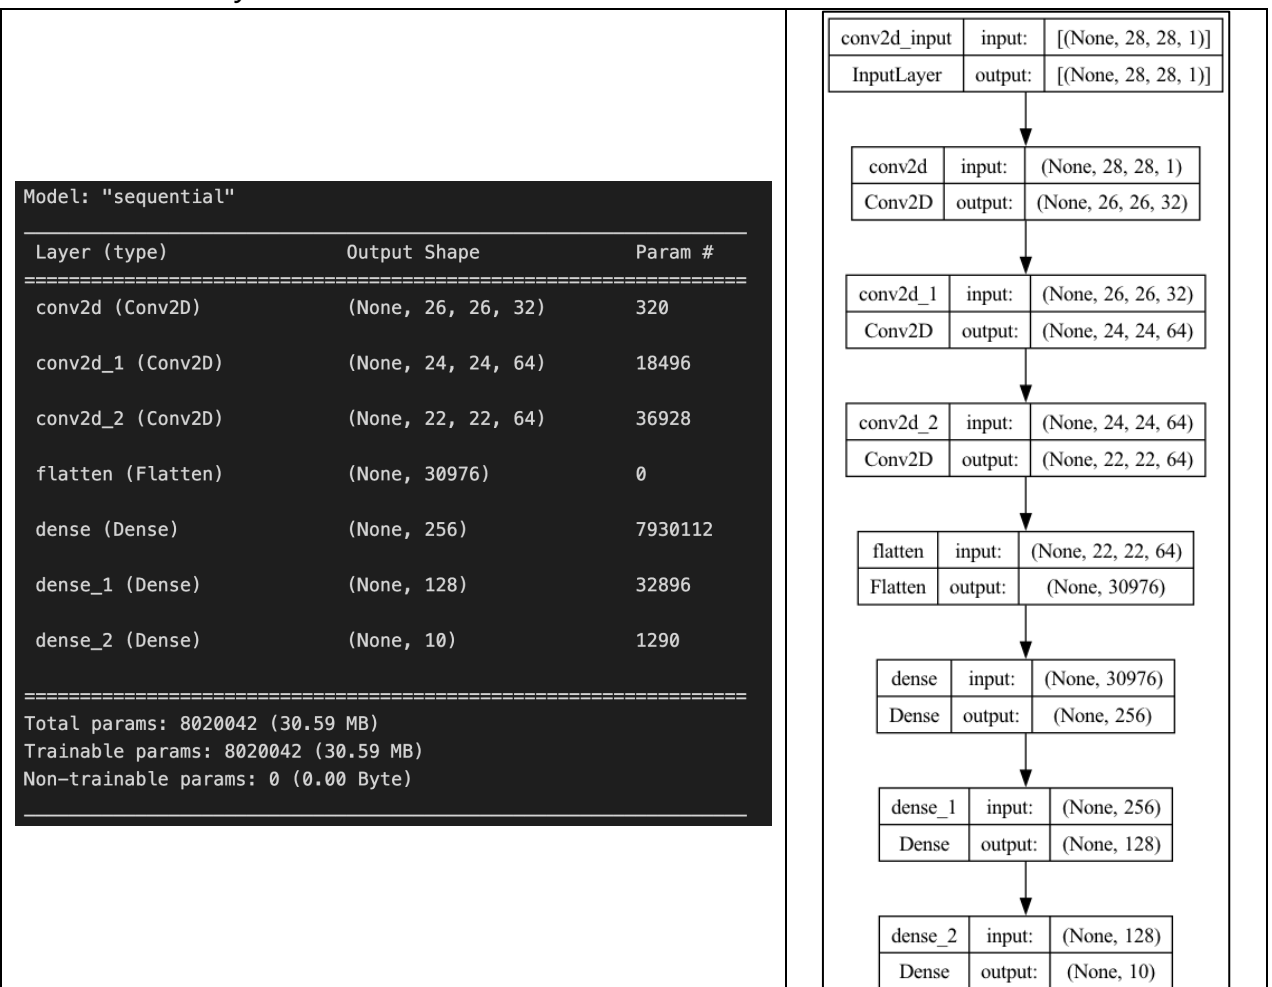 Model: "sequential"
Layer (type) Output Shape Param #
conv2d (Conv2D) (None, 26, 26, 32) 320
conv2d_1 (Conv2D) (None, 24, 24, 64) 18496
conv2d_2 (Conv2D) (None, 22, 22, 64) 36928
flatten (Flatten) (None, 30976) 0
dense (Dense) (None, 256) 7930112
dense_1 (Dense) (None, 128) 32896
dense_2 (Dense) (None, 10) 1290
Total params: 8020042 (30.59 MB)
Trainable params: 8020042 (30.59 MB)
Non-trainable params: 0 (0.00 Byte)
conv2d_input input: [(None, 28, 28, 1)]
InputLayer output: [(None, 28, 28, 1)]
conv2d input: (None, 28, 28, 1)
Conv2D output: (None, 26, 26, 32)
conv2d_1 input: (None, 26, 26, 32)
Conv2D output: (None, 24, 24, 64)
conv2d_2 input: (None, 24, 24, 64)
Conv2D output: (None, 22, 22, 64)
flatten input: (None, 22, 22, 64)
Flatten output: (None, 30976)
dense input: (None, 30976)
Dense output: (None, 256)
dense_1 input: (None, 256)
Dense output: (None, 128)
dense_2 input: (None, 128)
Dense output: (None, 10)